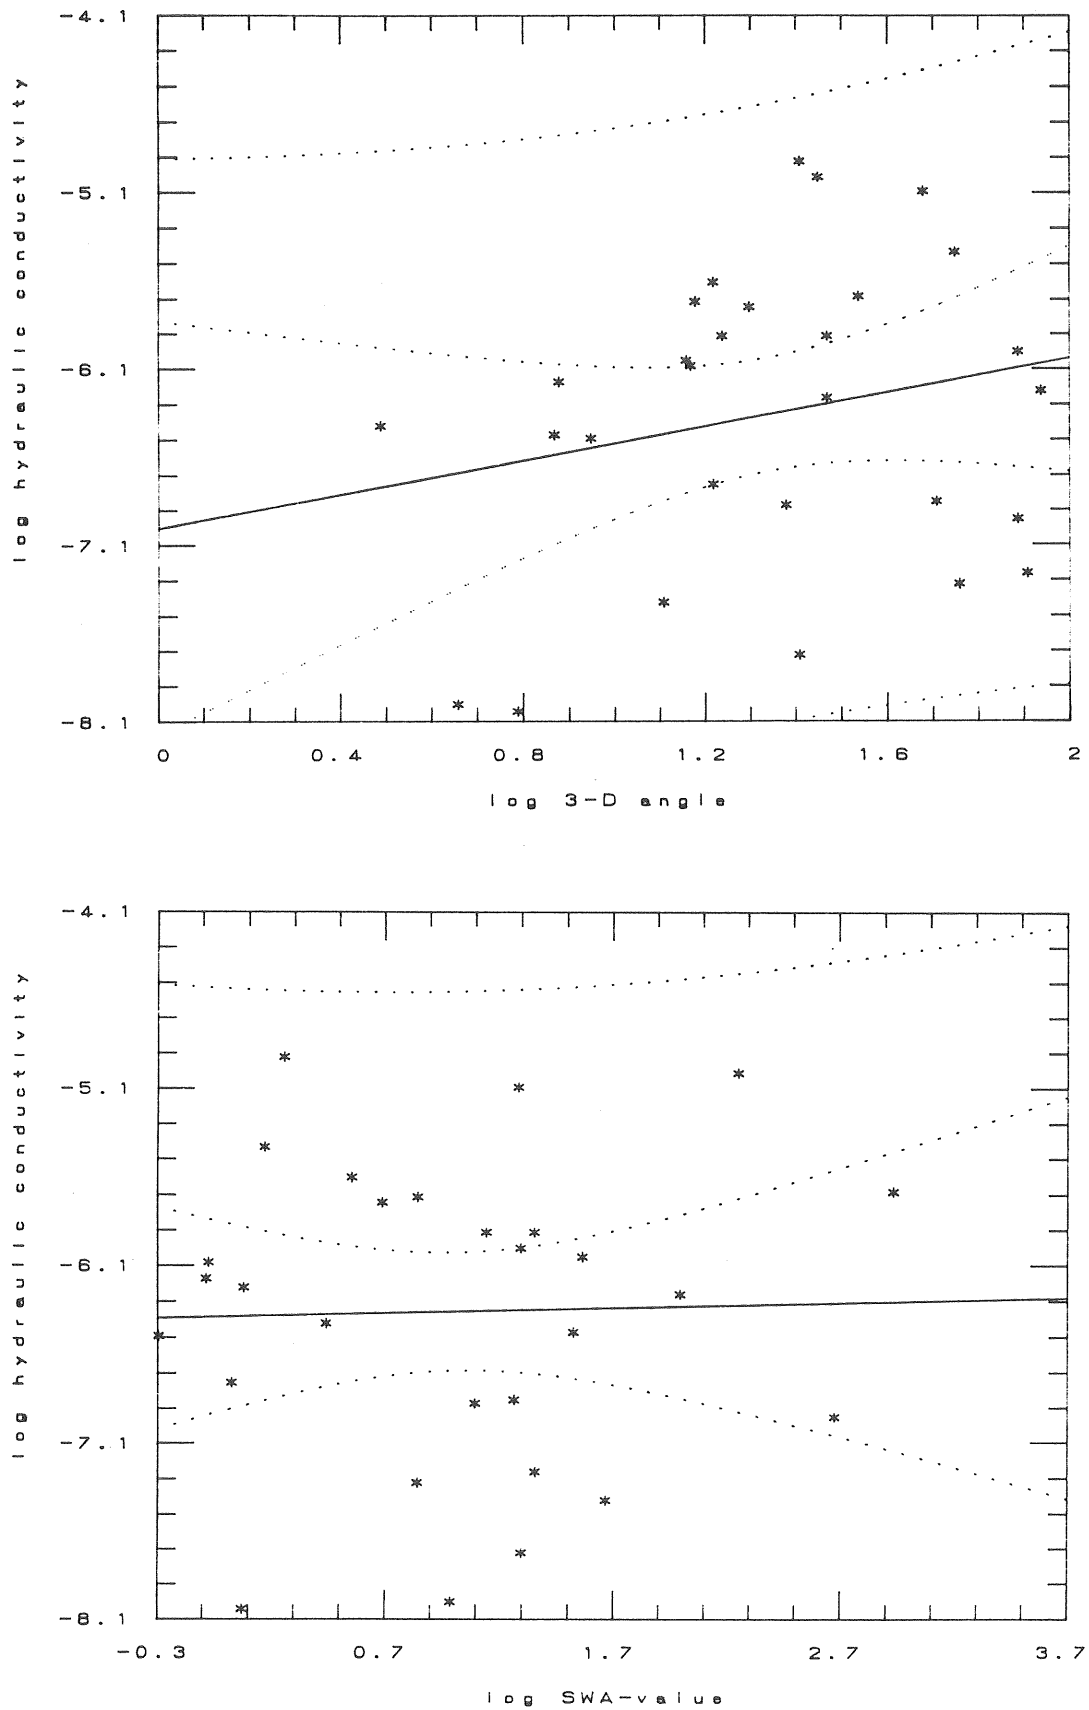 -4.1
-5.1
-6.1
-7.1
-8.1
log hydraulic conductivity
0 0.4 0.8 1.2 1.6 2
log 3-D angle
-4.1
-5.1
-6.1
-7.1
-8.1
log hydraulic conductivity
-0.3 0.7 1.7 2.7 3.7
log SWA-value